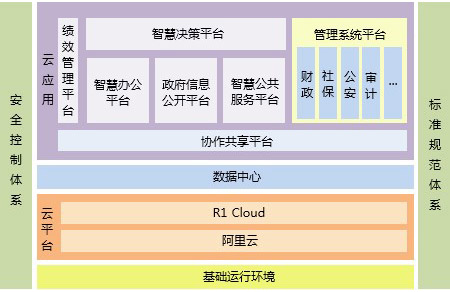 安全控制体系
云应用
绩效管理平台
智慧决策平台
智慧办公
平台
政府信息
公开平台
智慧公共
服务平台
管理系统平台
财政
社保
公安
审计
...
协作共享平台
数据中心
云平台
R1 Cloud
阿里云
基础运行环境
标准规范体系